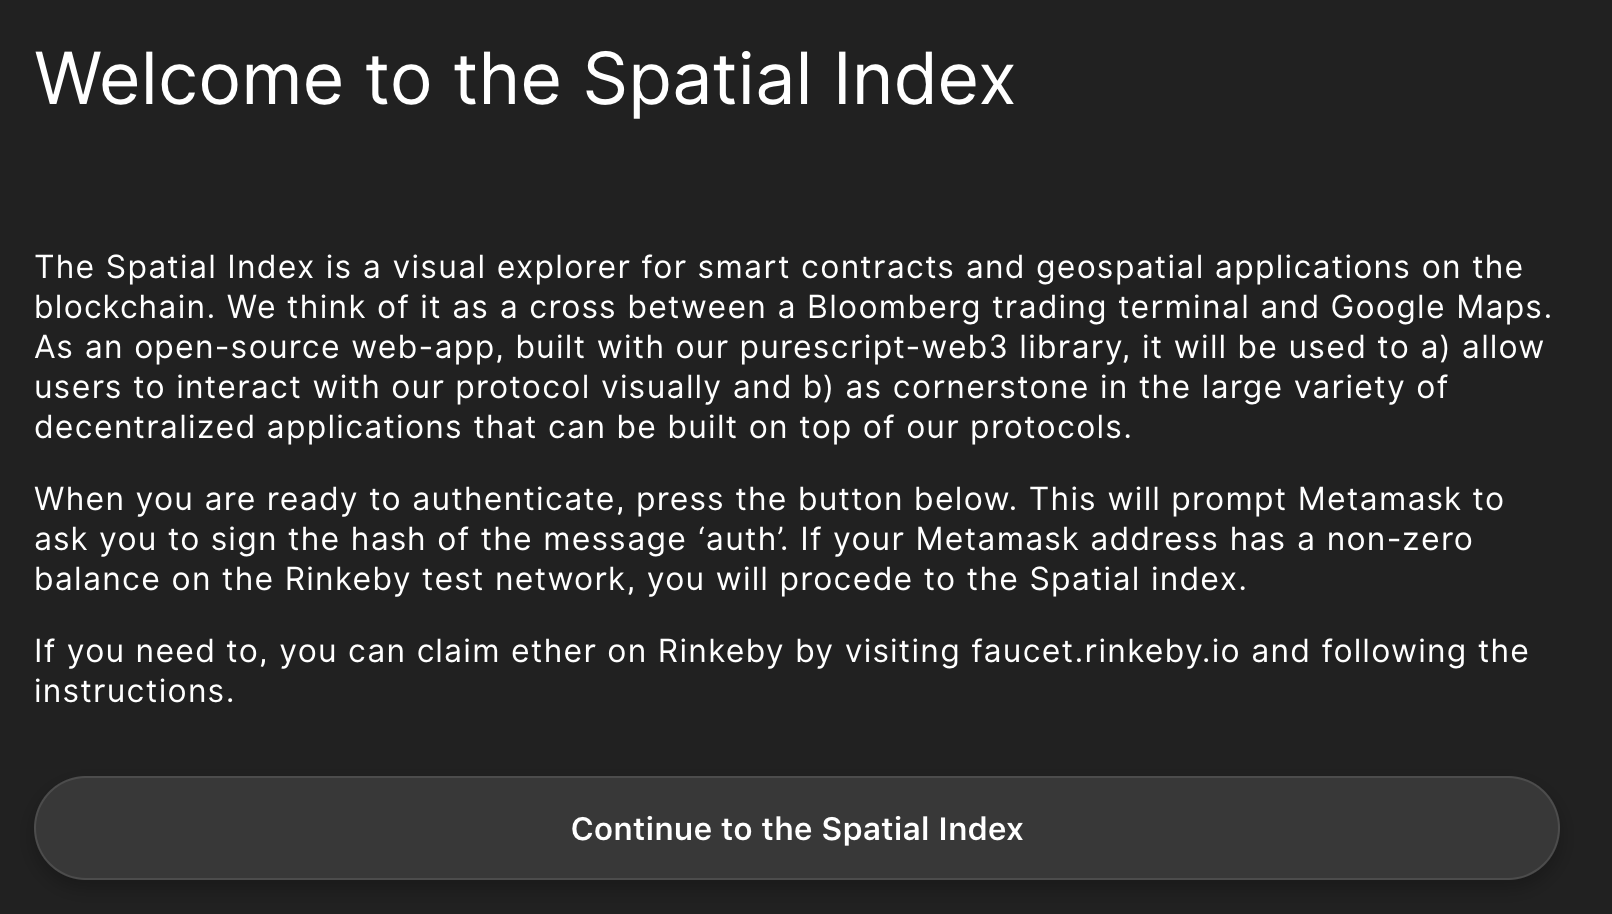 Welcome to the Spatial Index
The Spatial Index is a visual explorer for smart contracts and geospatial applications on the
blockchain. We think of it as a cross between a Bloomberg trading terminal and Google Maps.
As an open-source web-app, built with our purescript-web3 library, it will be used to a) allow
users to interact with our protocol visually and b) as cornerstone in the large variety of
decentralized applications that can be built on top of our protocols.
When you are ready to authenticate, press the button below. This will prompt Metamask to
ask you to sign the hash of the message ‘auth’. If your Metamask address has a non-zero
balance on the Rinkeby test network, you will procede to the Spatial index.
If you need to, you can claim ether on Rinkeby by visiting faucet.rinkeby.io and following the
instructions.
Continue to the Spatial Index